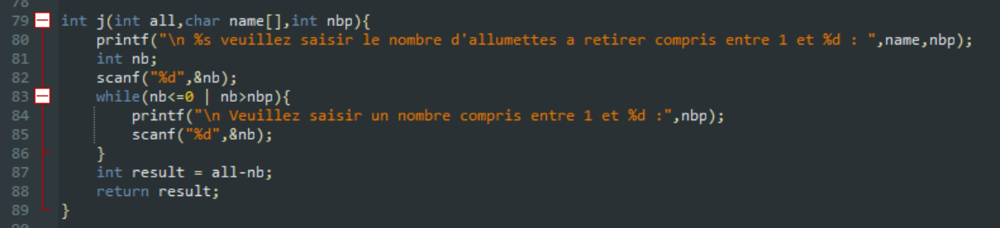 78
79 int j(int all,char name[],int nbp){
80 printf("\n %s veuillez saisir le nombre d'allumettes a retirer compris entre 1 et %d : ",name,nbp);
81 int nb;
82 scanf("%d",&nb);
83 while(nb<=0 | nb>nbp){
84 printf("\n Veuillez saisir un nombre compris entre 1 et %d :",nbp);
85 scanf("%d",&nb);
86 }
87 int result = all-nb;
88 return result;
89 }
90